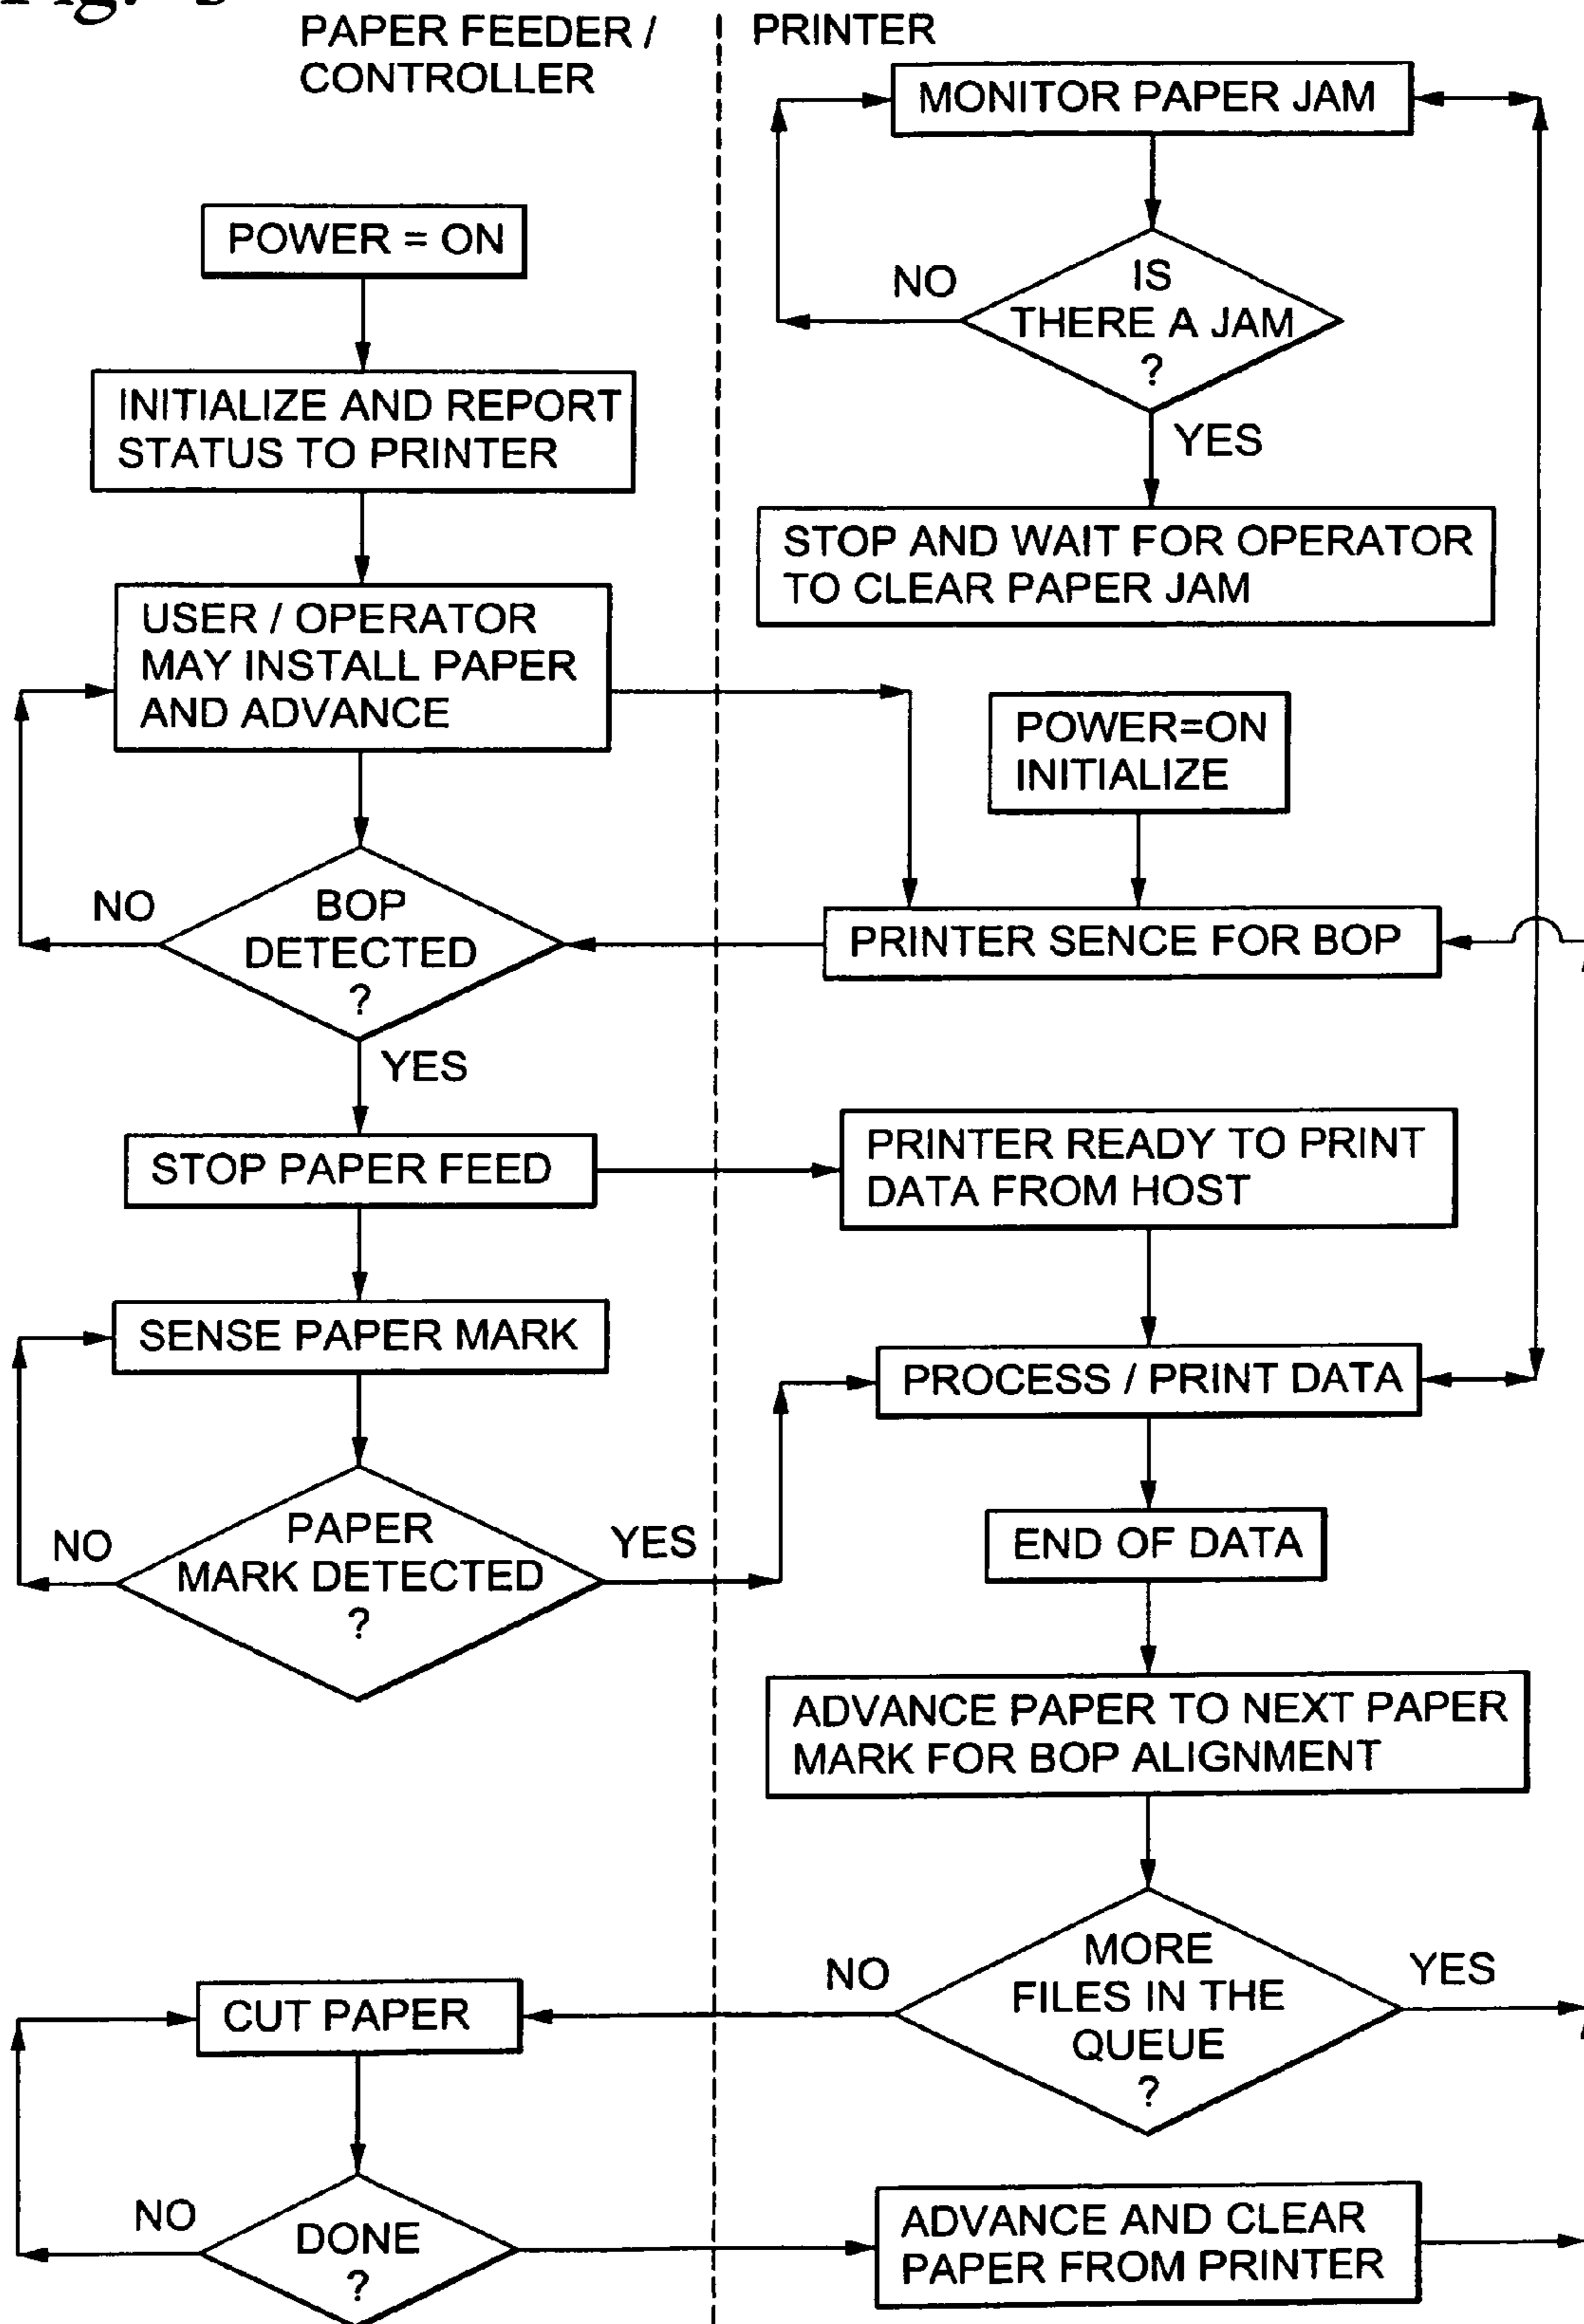 PAPER FEEDER /
CONTROLLER
PRINTER
MONITOR PAPER JAM
POWER = ON
IS
THERE A JAM
?
NO
YES
INITIALIZE AND REPORT
STATUS TO PRINTER
STOP AND WAIT FOR OPERATOR
TO CLEAR PAPER JAM
USER / OPERATOR
MAY INSTALL PAPER
AND ADVANCE
POWER=ON
INITIALIZE
BOP
DETECTED
?
NO
YES
PRINTER SENCE FOR BOP
STOP PAPER FEED
PRINTER READY TO PRINT
DATA FROM HOST
SENSE PAPER MARK
PROCESS / PRINT DATA
PAPER
MARK DETECTED
?
NO
YES
END OF DATA
ADVANCE PAPER TO NEXT PAPER
MARK FOR BOP ALIGNMENT
MORE
FILES IN THE
QUEUE
?
NO
YES
CUT PAPER
DONE
?
NO
ADVANCE AND CLEAR
PAPER FROM PRINTER